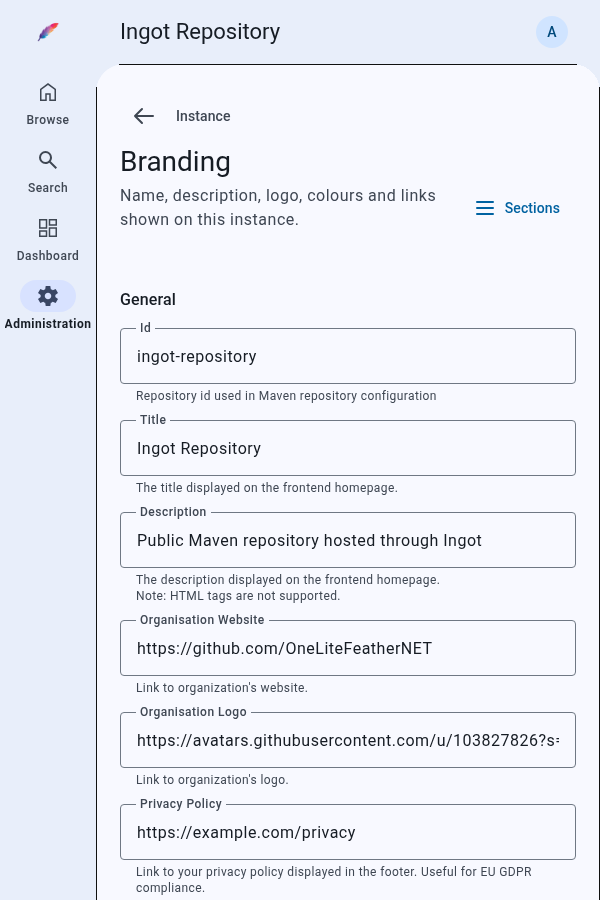 Ingot Repository
A
Browse
Search
Dashboard
Administration
Instance
Branding
Name, description, logo, colours and links
shown on this instance.
Sections
General
Id
ingot-repository
Repository id used in Maven repository configuration
Title
Ingot Repository
The title displayed on the frontend homepage.
Description
Public Maven repository hosted through Ingot
The description displayed on the frontend homepage.
Note: HTML tags are not supported.
Organisation Website
https://github.com/OneLiteFeatherNET
Link to organization's website.
Organisation Logo
https://avatars.githubusercontent.com/u/103827826?s=
Link to organization's logo.
Privacy Policy
https://example.com/privacy
Link to your privacy policy displayed in the footer. Useful for EU GDPR
compliance.